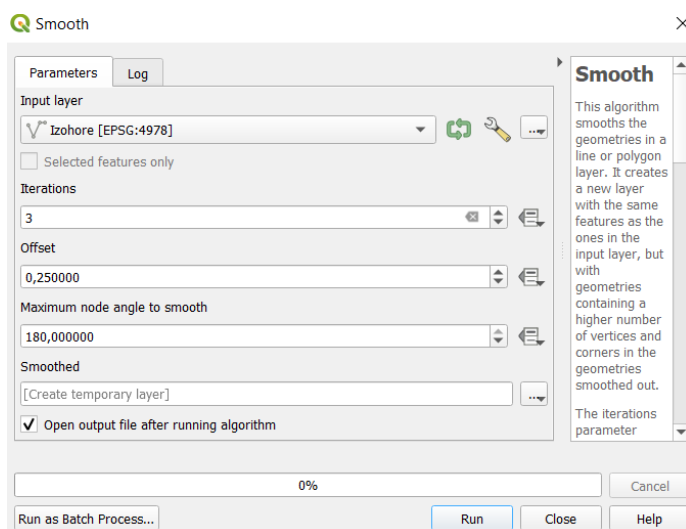 Smooth
Parameters
Log
Input layer
Izohore [EPSG:4978]
Selected features only
Iterations
3
Offset
0,250000
Maximum node angle to smooth
180,000000
Smoothed
[Create temporary layer]
Open output file after running algorithm
Smooth
This algorithm
smooths the
geometries in a
line or polygon
layer. It creates
a new layer
with the same
features as the
ones in the
input layer, but
with
geometries
containing a
higher number
of vertices and
corners in the
geometries
smoothed out.
The iterations
parameter
0%
Cancel
Run as Batch Process...
Run
Close
Help